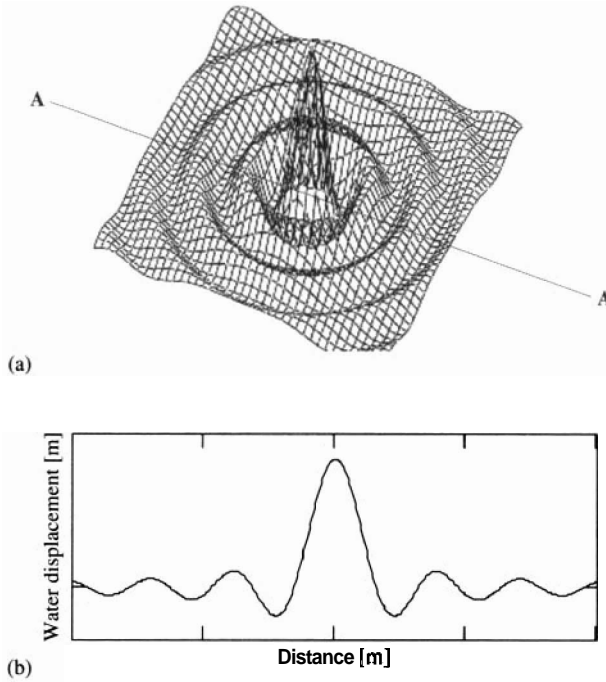 A
A
(a)
Water displacement [m]
Distance [m]
(b)